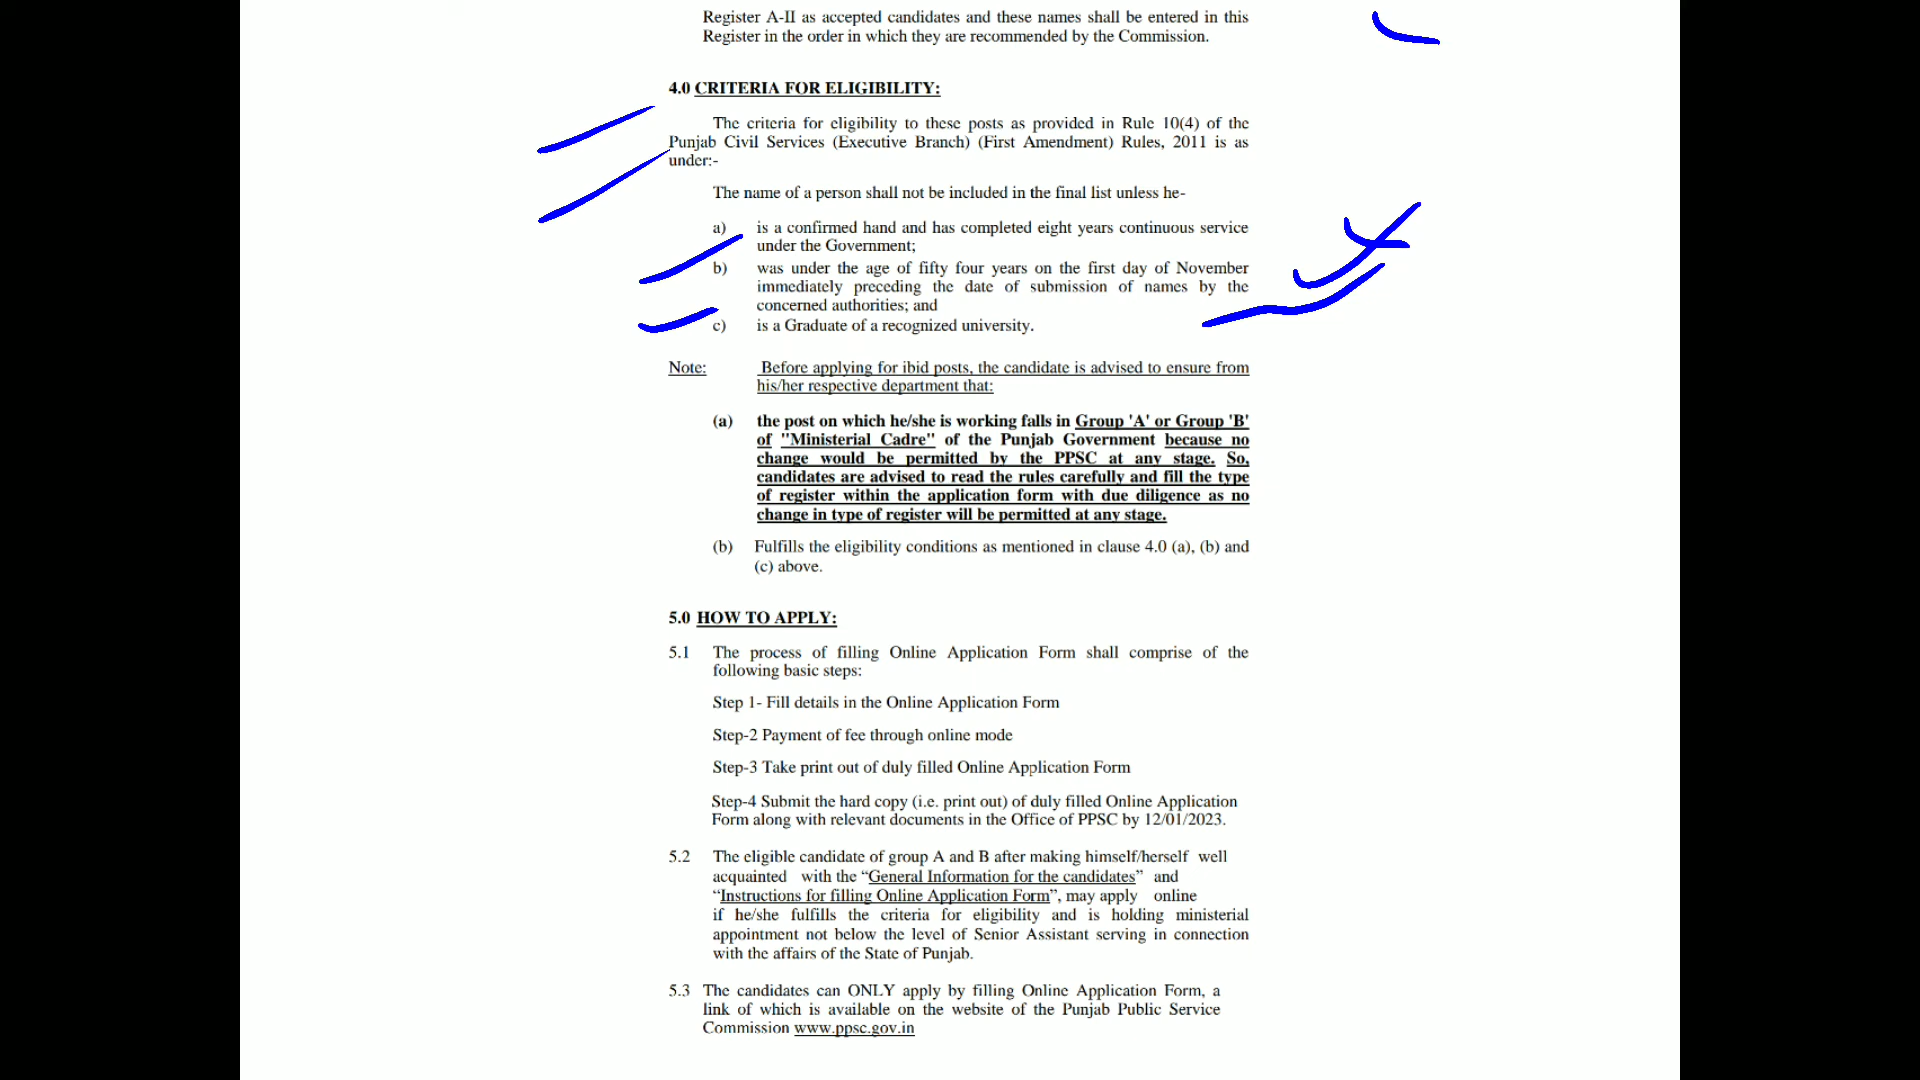 Register A-II as accepted candidates and these names shall be entered in this
Register in the order in which they are recommended by the Commission.
4.0 CRITERIA FOR ELIGIBILITY:
The criteria for eligibility to these posts as provided in Rule 10(4) of the
Punjab Civil Services (Executive Branch) (First Amendment) Rules, 2011 is as
under:-
The name of a person shall not be included in the final list unless he-
a) is a confirmed hand and has completed eight years continuous service
under the Government;
b) was under the age of fifty four years on the first day of November
immediately preceding the date of submission of names by the
concerned authorities; and
c) is a Graduate of a recognized university.
Note: Before applying for ibid posts, the candidate is advised to ensure from
his/her respective department that:
(a) the post on which he/she is working falls in Group 'A' or Group 'B'
of "Ministerial Cadre" of the Punjab Government because no
change would be permitted by the PPSC at any stage. So,
candidates are advised to read the rules carefully and fill the type
of register within the application form with due diligence as no
change in type of register will be permitted at any stage.
(b) Fulfills the eligibility conditions as mentioned in clause 4.0 (a), (b) and
(c) above.
5.0 HOW TO APPLY:
5.1 The process of filling Online Application Form shall comprise of the
following basic steps:
Step 1- Fill details in the Online Application Form
Step-2 Payment of fee through online mode
Step-3 Take print out of duly filled Online Application Form
Step-4 Submit the hard copy (i.e. print out) of duly filled Online Application
Form along with relevant documents in the Office of PPSC by 12/01/2023.
5.2 The eligible candidate of group A and B after making himself/herself well
acquainted with the “General Information for the candidates” and
“Instructions for filling Online Application Form”, may apply online
if he/she fulfills the criteria for eligibility and is holding ministerial
appointment not below the level of Senior Assistant serving in connection
with the affairs of the State of Punjab.
5.3 The candidates can ONLY apply by filling Online Application Form, a
link of which is available on the website of the Punjab Public Service
Commission www.ppsc.gov.in